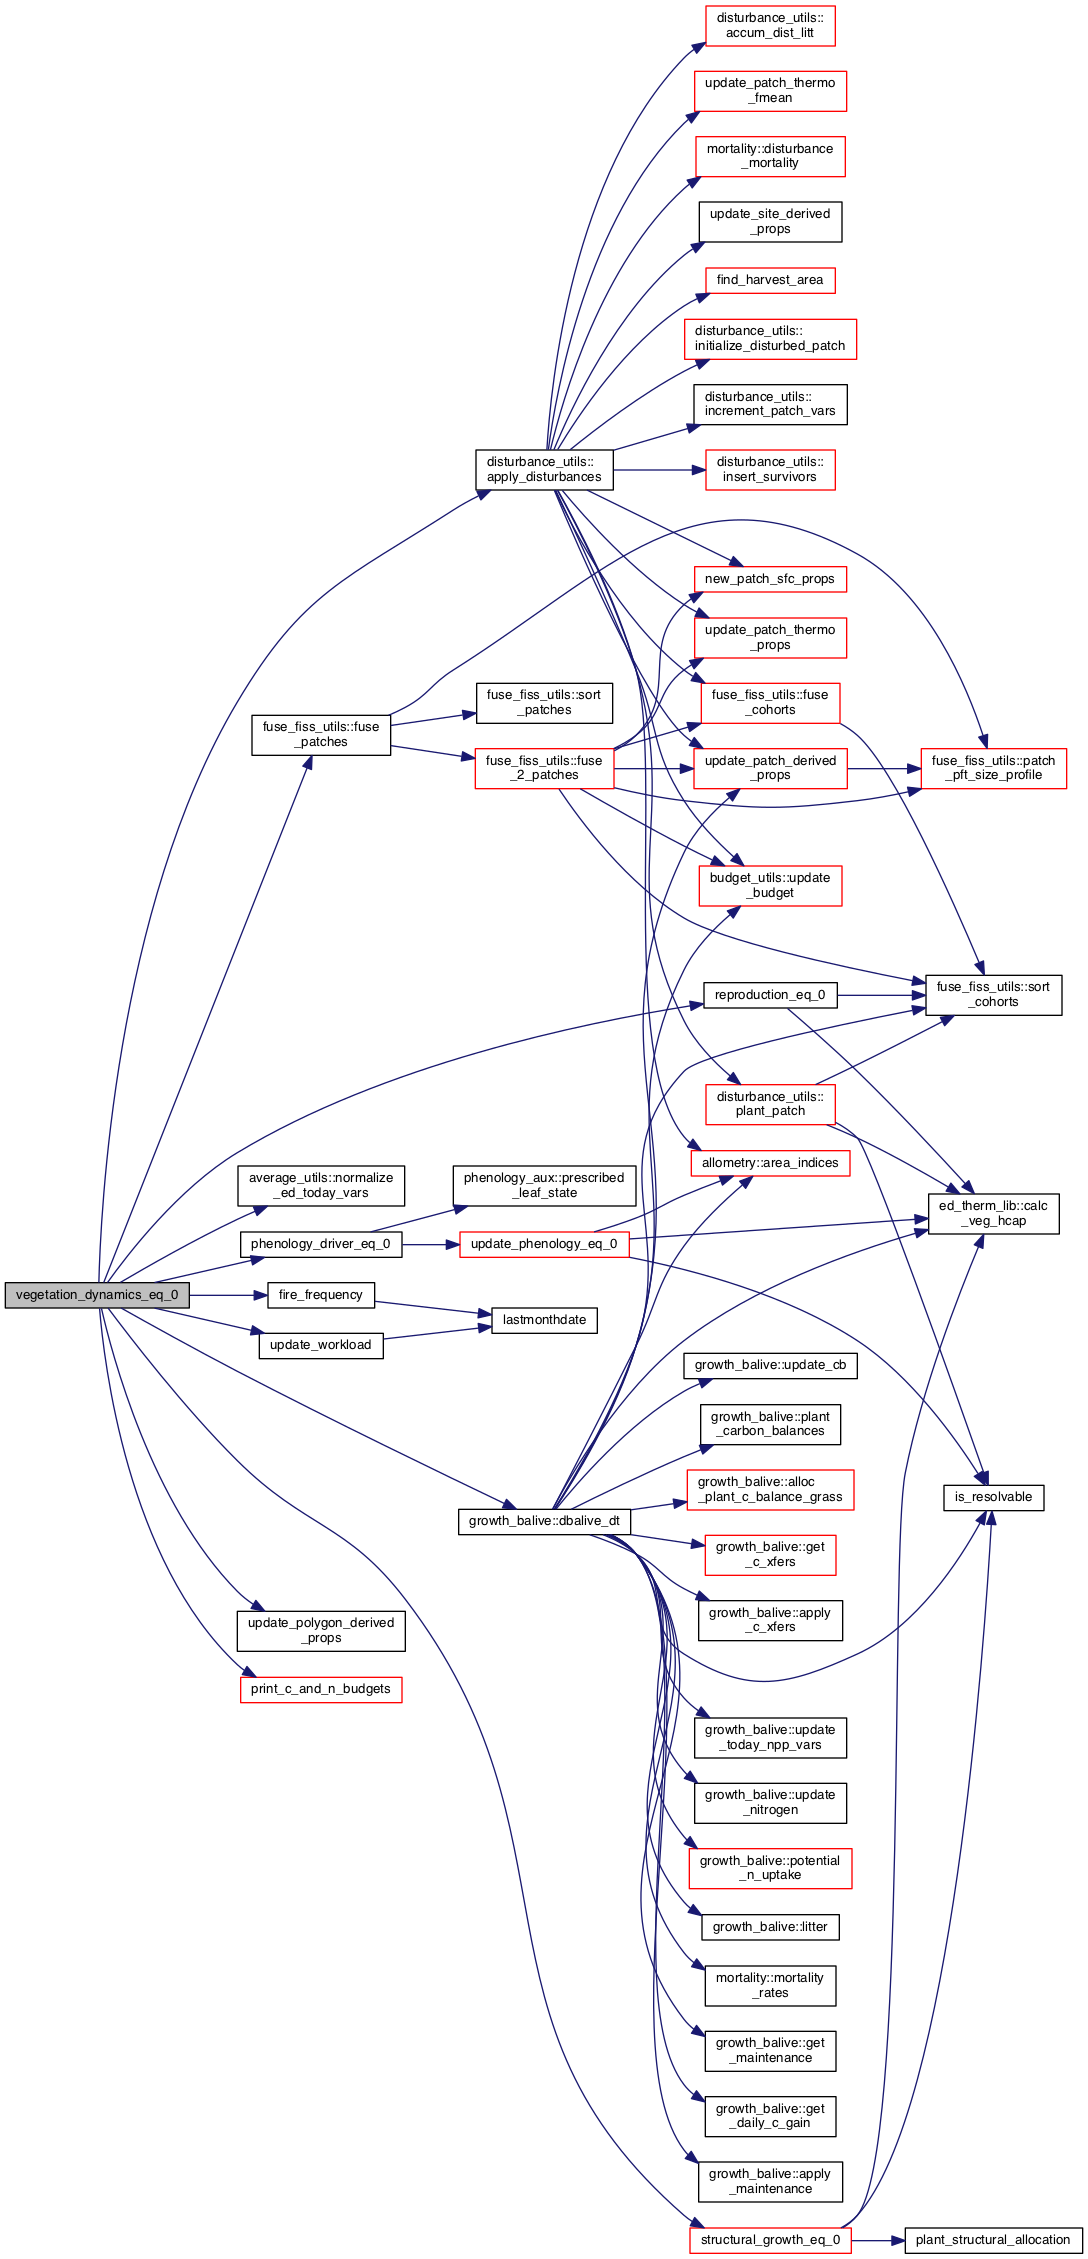 disturbance_utils::
accum_dist_litt
update_patch_thermo
_fmean
mortality::disturbance
_mortality
update_site_derived
_props
find_harvest_area
disturbance_utils::
initialize_disturbed_patch
disturbance_utils::
increment_patch_vars
disturbance_utils::
apply_disturbances
disturbance_utils::
insert_survivors
new_patch_sfc_props
update_patch_thermo
_props
fuse_fiss_utils::fuse
_patches
fuse_fiss_utils::sort
_patches
fuse_fiss_utils::fuse
_cohorts
fuse_fiss_utils::fuse
_2_patches
update_patch_derived
_props
fuse_fiss_utils::patch
_pft_size_profile
budget_utils::update
_budget
reproduction_eq_0
fuse_fiss_utils::sort
_cohorts
disturbance_utils::
plant_patch
allometry::area_indices
average_utils::normalize
_ed_today_vars
phenology_aux::prescribed
_leaf_state
ed_therm_lib::calc
_veg_hcap
phenology_driver_eq_0
update_phenology_eq_0
vegetation_dynamics_eq_0
fire_frequency
lastmonthdate
update_workload
growth_balive::update_cb
growth_balive::plant
_carbon_balances
growth_balive::alloc
_plant_c_balance_grass
is_resolvable
growth_balive::dbalive_dt
growth_balive::get
_c_xfers
growth_balive::apply
_c_xfers
update_polygon_derived
_props
print_c_and_n_budgets
growth_balive::update
_today_npp_vars
growth_balive::update
_nitrogen
growth_balive::potential
_n_uptake
growth_balive::litter
mortality::mortality
_rates
growth_balive::get
_maintenance
growth_balive::get
_daily_c_gain
growth_balive::apply
_maintenance
structural_growth_eq_0
plant_structural_allocation